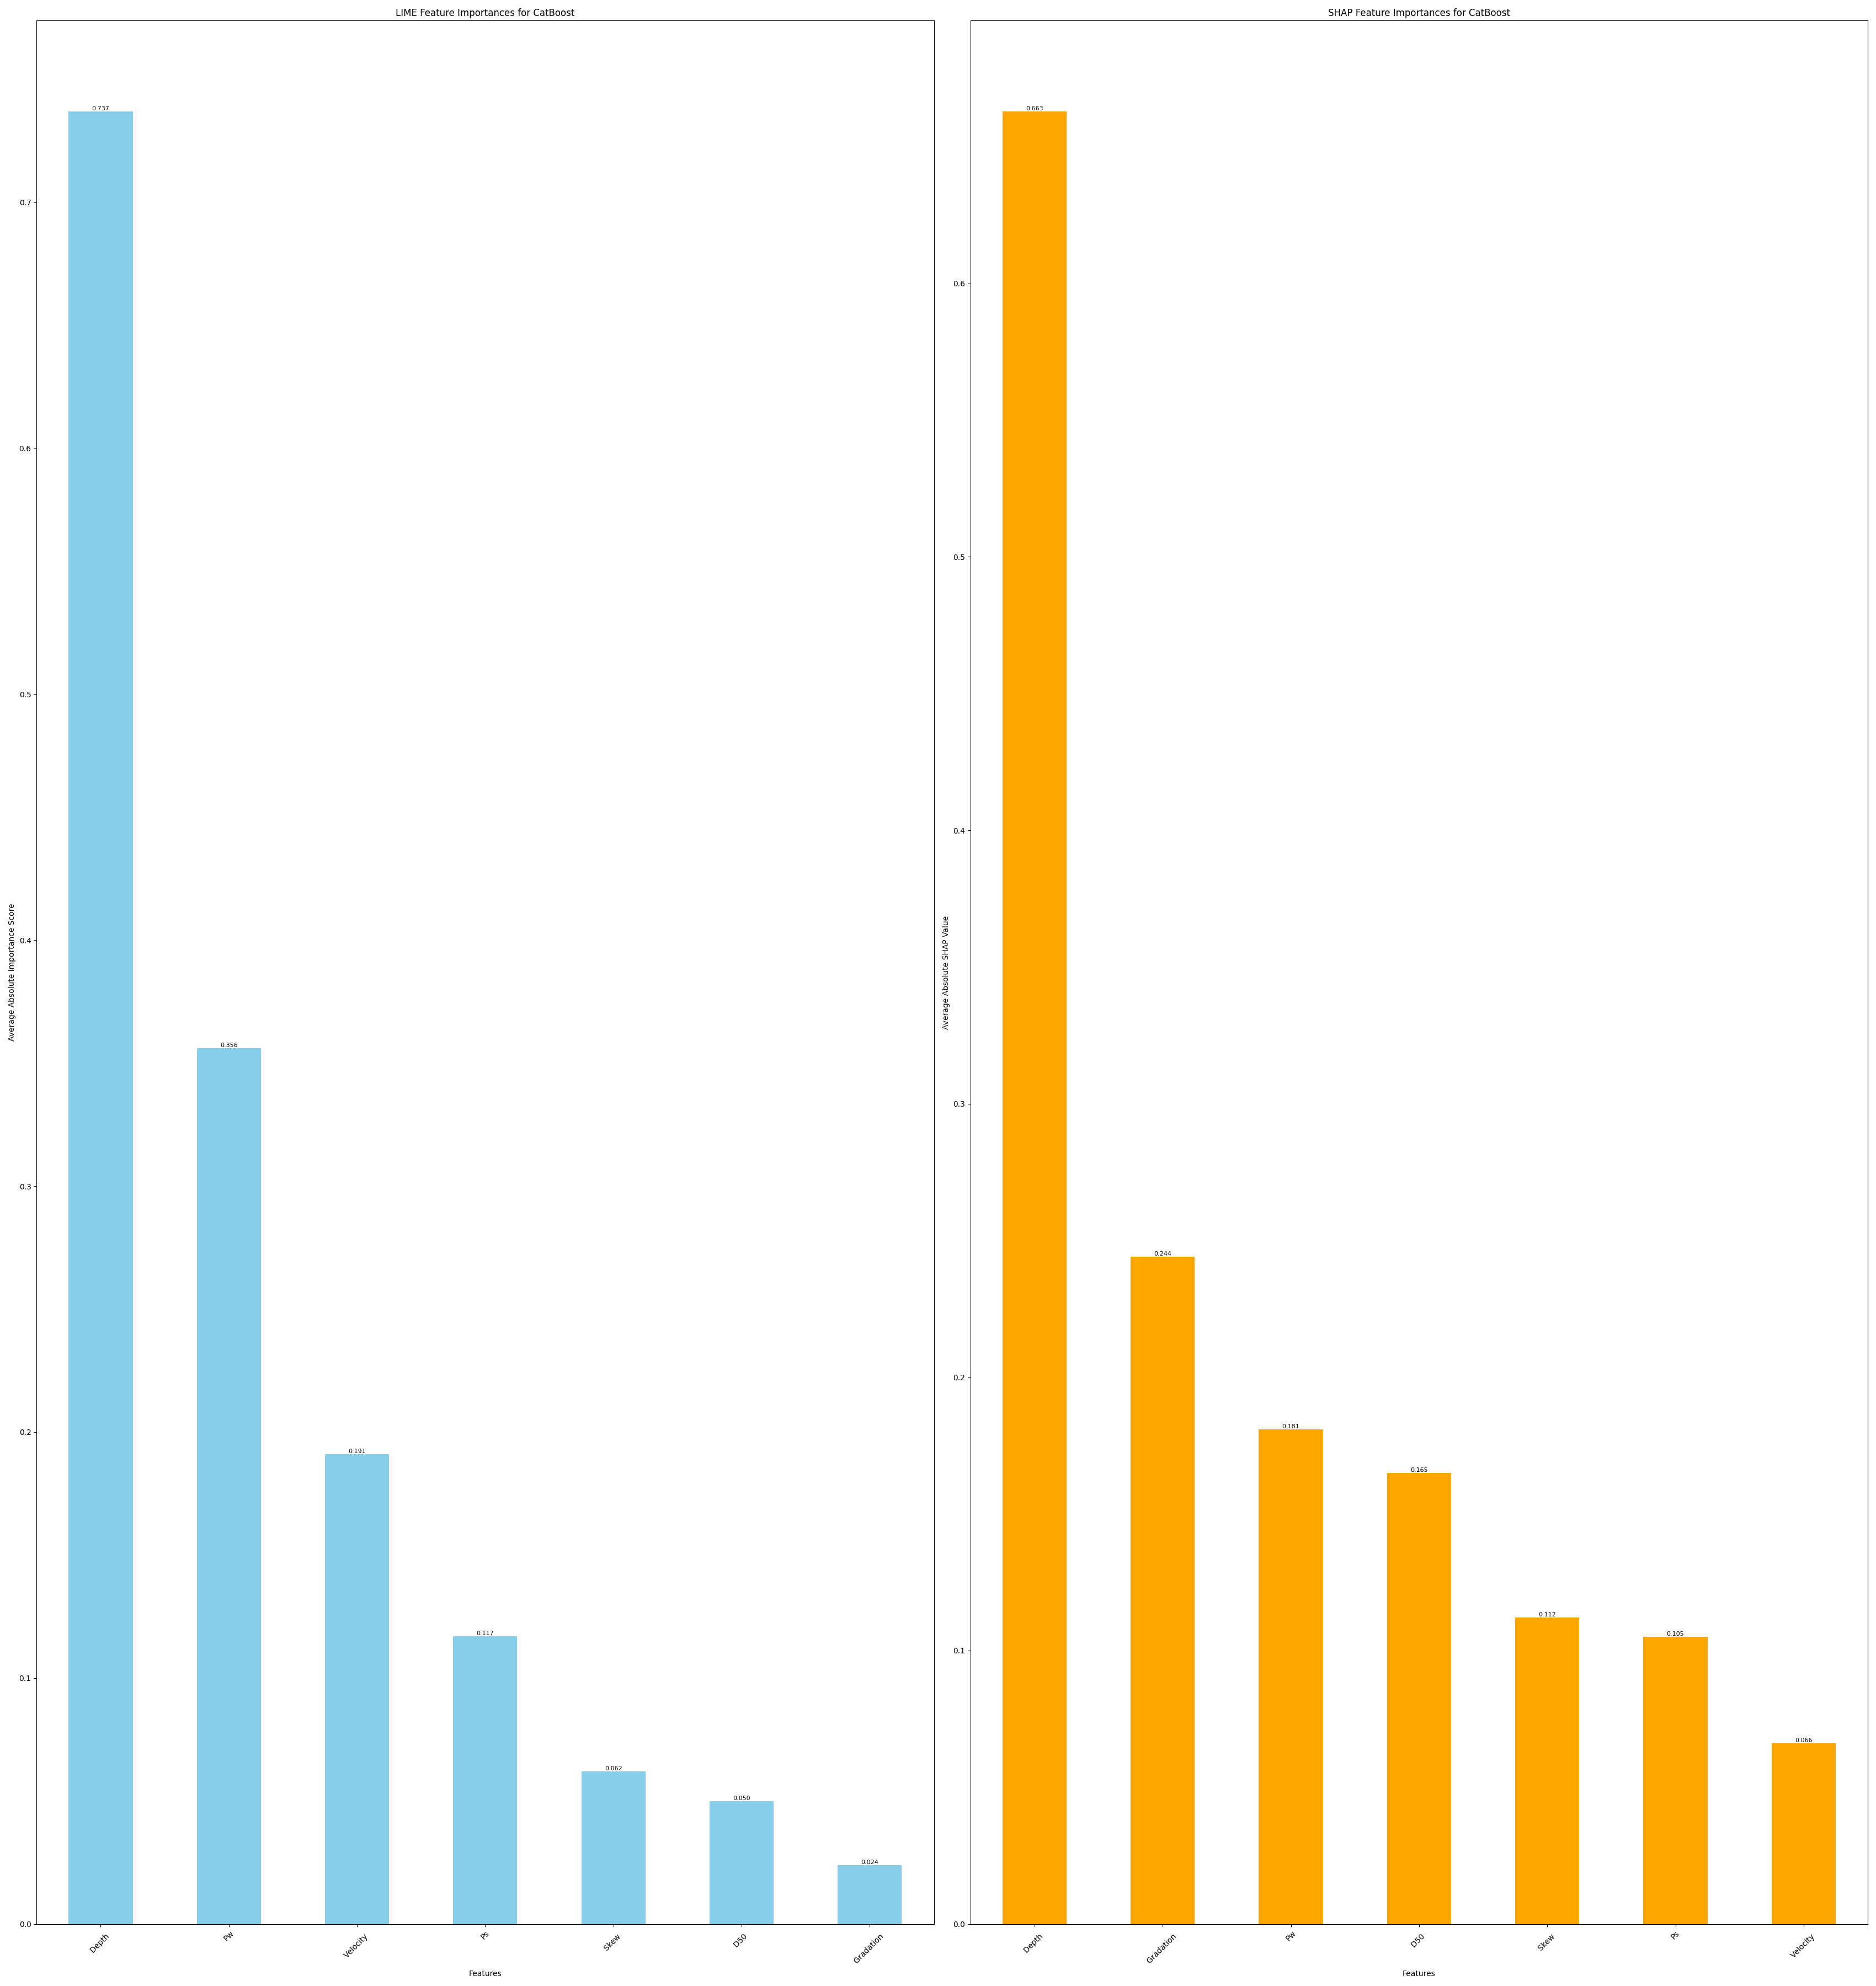 LIME Feature Importances for CatBoost
Average Absolute Importance Score
0.7
0.6
0.5
0.4
0.3
0.2
0.1
0.0
0.737
0.356
0.191
0.117
0.062
0.050
0.024
Depth
Pw
Velocity
Ps
Skew
D50
Gradation
Features
SHAP Feature Importances for CatBoost
Average Absolute SHAP Value
0.6
0.5
0.4
0.3
0.2
0.1
0.0
0.663
0.244
0.181
0.165
0.112
0.105
0.066
Depth
Gradation
Pw
D50
Skew
Ps
Velocity
Features